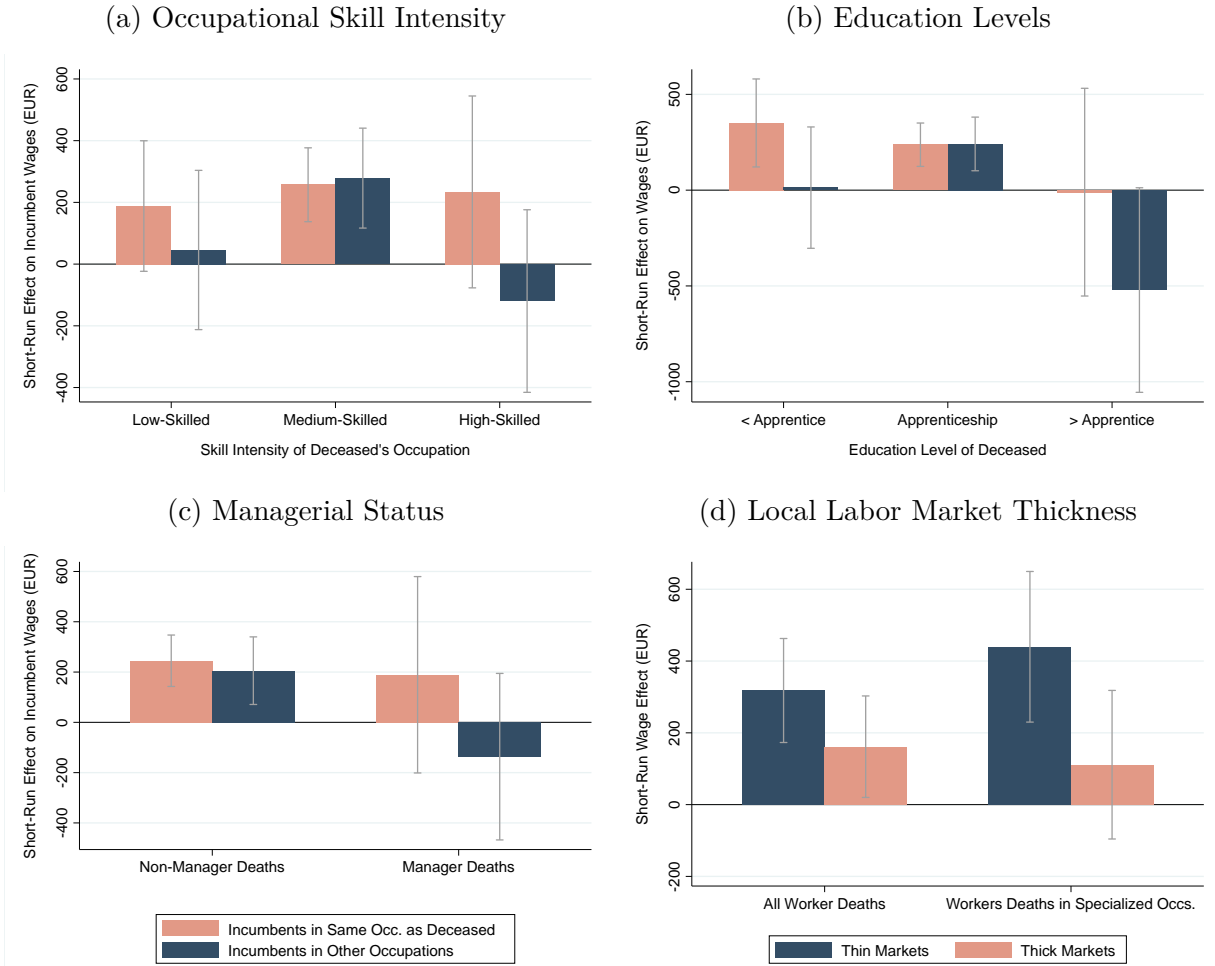 (a) Occupational Skill Intensity
Short-Run Effect on Incumbent Wages (EUR)
600
400
200
0
-200
-400
Low-Skilled Medium-Skilled High-Skilled
Skill Intensity of Deceased's Occupation
(b) Education Levels
Short-Run Effect on Wages (EUR)
500
0
-500
-1000
< Apprentice Apprenticeship > Apprentice
Education Level of Deceased
(c) Managerial Status
Short-Run Effect on Incumbent Wages (EUR)
600
400
200
0
-200
-400
Non-Manager Deaths Manager Deaths
Incumbents in Same Occ. as Deceased
Incumbents in Other Occupations
(d) Local Labor Market Thickness
Short-Run Wage Effect (EUR)
600
400
200
0
-200
All Worker Deaths Workers Deaths in Specialized Occs.
Thin Markets Thick Markets